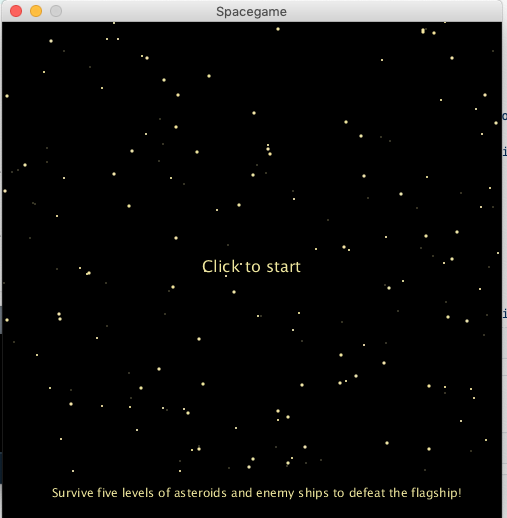 Spacegame
Click to start
Survive five levels of asteroids and enemy ships to defeat the flagship!